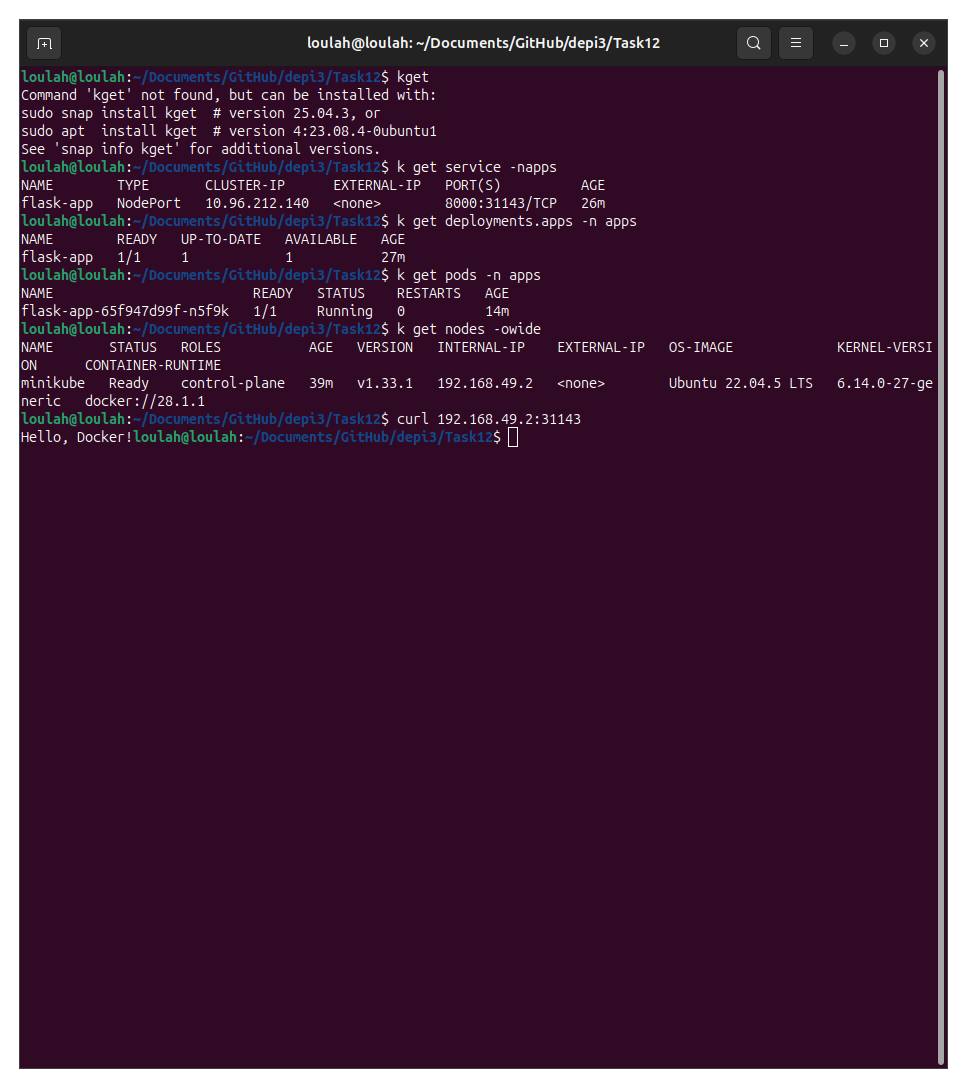 loulah@loulah: ~/Documents/GitHub/depi3/Task12
loulah@loulah:~/Documents/GitHub/depi3/Task12$ kget
Command 'kget' not found, but can be installed with:
sudo snap install kget  # version 25.04.3, or
sudo apt  install kget  # version 4:23.08.4-0ubuntu1
See 'snap info kget' for additional versions.
loulah@loulah:~/Documents/GitHub/depi3/Task12$ k get service -napps
NAME        TYPE       CLUSTER-IP      EXTERNAL-IP   PORT(S)          AGE
flask-app   NodePort   10.96.212.140   <none>        8000:31143/TCP   26m
loulah@loulah:~/Documents/GitHub/depi3/Task12$ k get deployments.apps -n apps
NAME        READY   UP-TO-DATE   AVAILABLE   AGE
flask-app   1/1     1            1           27m
loulah@loulah:~/Documents/GitHub/depi3/Task12$ k get pods -n apps
NAME                         READY   STATUS    RESTARTS   AGE
flask-app-65f947d99f-n5f9k   1/1     Running   0          14m
loulah@loulah:~/Documents/GitHub/depi3/Task12$ k get nodes -owide
NAME       STATUS   ROLES           AGE   VERSION   INTERNAL-IP    EXTERNAL-IP   OS-IMAGE             KERNEL-VERSI
ON      CONTAINER-RUNTIME
minikube   Ready    control-plane   39m   v1.33.1   192.168.49.2   <none>        Ubuntu 22.04.5 LTS   6.14.0-27-ge
neric   docker://28.1.1
loulah@loulah:~/Documents/GitHub/depi3/Task12$ curl 192.168.49.2:31143
Hello, Docker!loulah@loulah:~/Documents/GitHub/depi3/Task12$